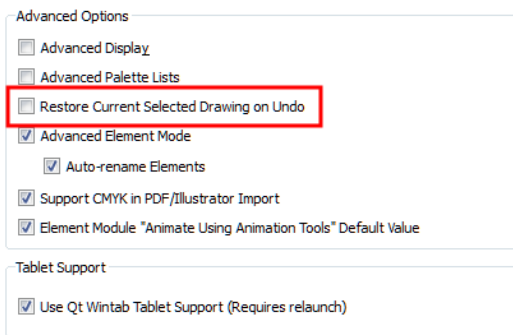 Advanced Options
Advanced Display
Advanced Palette Lists
Restore Current Selected Drawing on Undo
Advanced Element Mode
Auto-rename Elements
Support CMYK in PDF/Illustrator Import
Element Module "Animate Using Animation Tools" Default Value
Tablet Support
Use Qt Wintab Tablet Support (Requires relaunch)